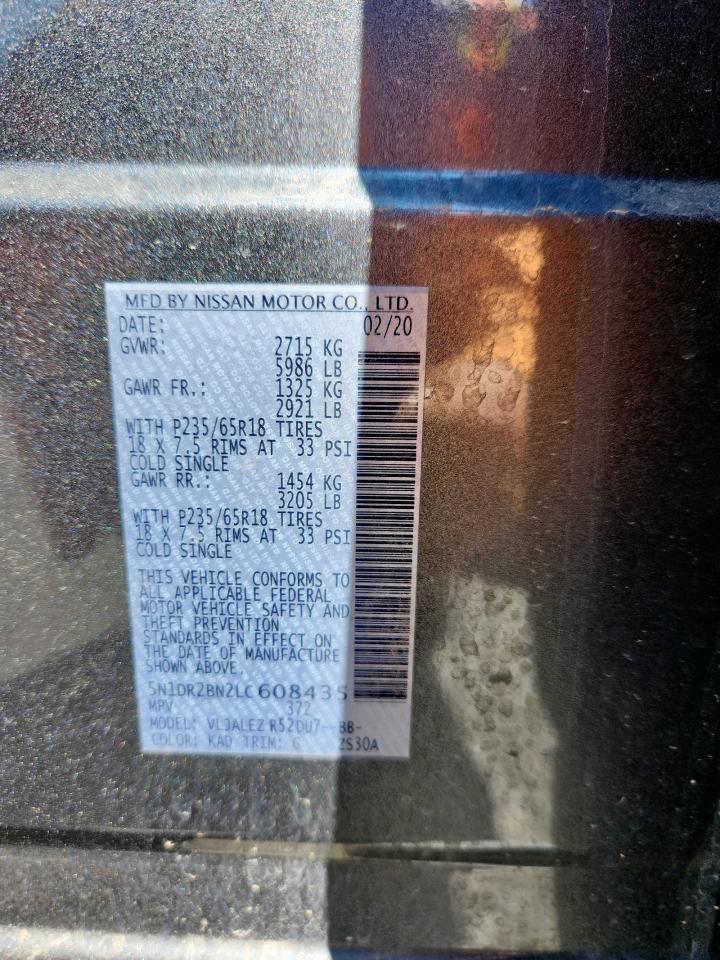 MFD BY NISSAN MOTOR CO., LTD.
DATE: 02/20
GVWR: 2715 KG
5986 LB
GAWR FR.: 1325 KG
2921 LB
WITH P235/65R18 TIRES
18 X 7.5 RIMS AT 33 PSI
COLD SINGLE
GAWR RR.: 1454 KG
3205 LB
WITH P235/65R18 TIRES
18 X 7.5 RIMS AT 33 PSI
COLD SINGLE
THIS VEHICLE CONFORMS TO
ALL APPLICABLE FEDERAL
MOTOR VEHICLE SAFETY AND
THEFT PREVENTION
STANDARDS IN EFFECT ON
THE DATE OF MANUFACTURE
SHOWN ABOVE.
5N1DR2BN2LC608435
MPV 372
MODEL: VLJALEZ R52DU7--BB-
COLOR: KAD TRIM: G ZS30A